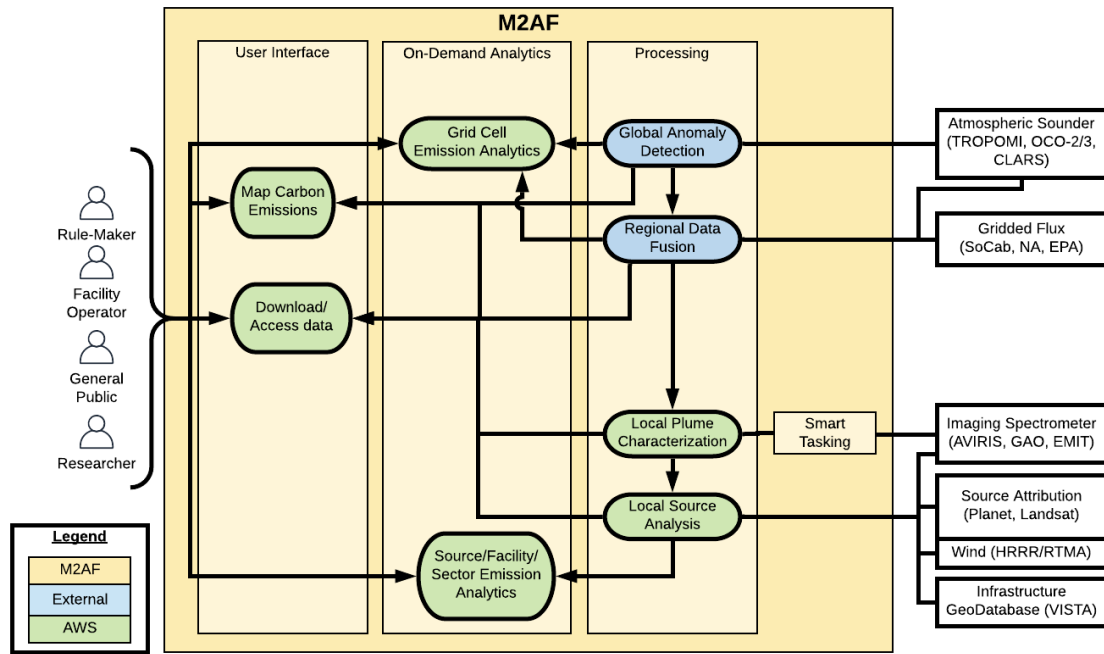 M2AF
User Interface
On-Demand Analytics
Processing
Grid Cell
Emission Analytics
Global Anomaly
Detection
Atmospheric Sounder
(TROPOMI, OCO-2/3,
CLARS)
Map Carbon
Emissions
Rule-Maker
Regional Data
Fusion
Gridded Flux
(SoCab, NA, EPA)
Facility
Operator
Download/
Access data
General
Public
Local Plume
Characterization
Smart
Tasking
Imaging Spectrometer
(AVIRIS, GAO, EMIT)
Researcher
Local Source
Analysis
Source Attribution
(Planet, Landsat)
Wind (HRRR/RTMA)
Source/Facility/
Sector Emission
Analytics
Infrastructure
GeoDatabase (VISTA)
Legend
M2AF
External
AWS